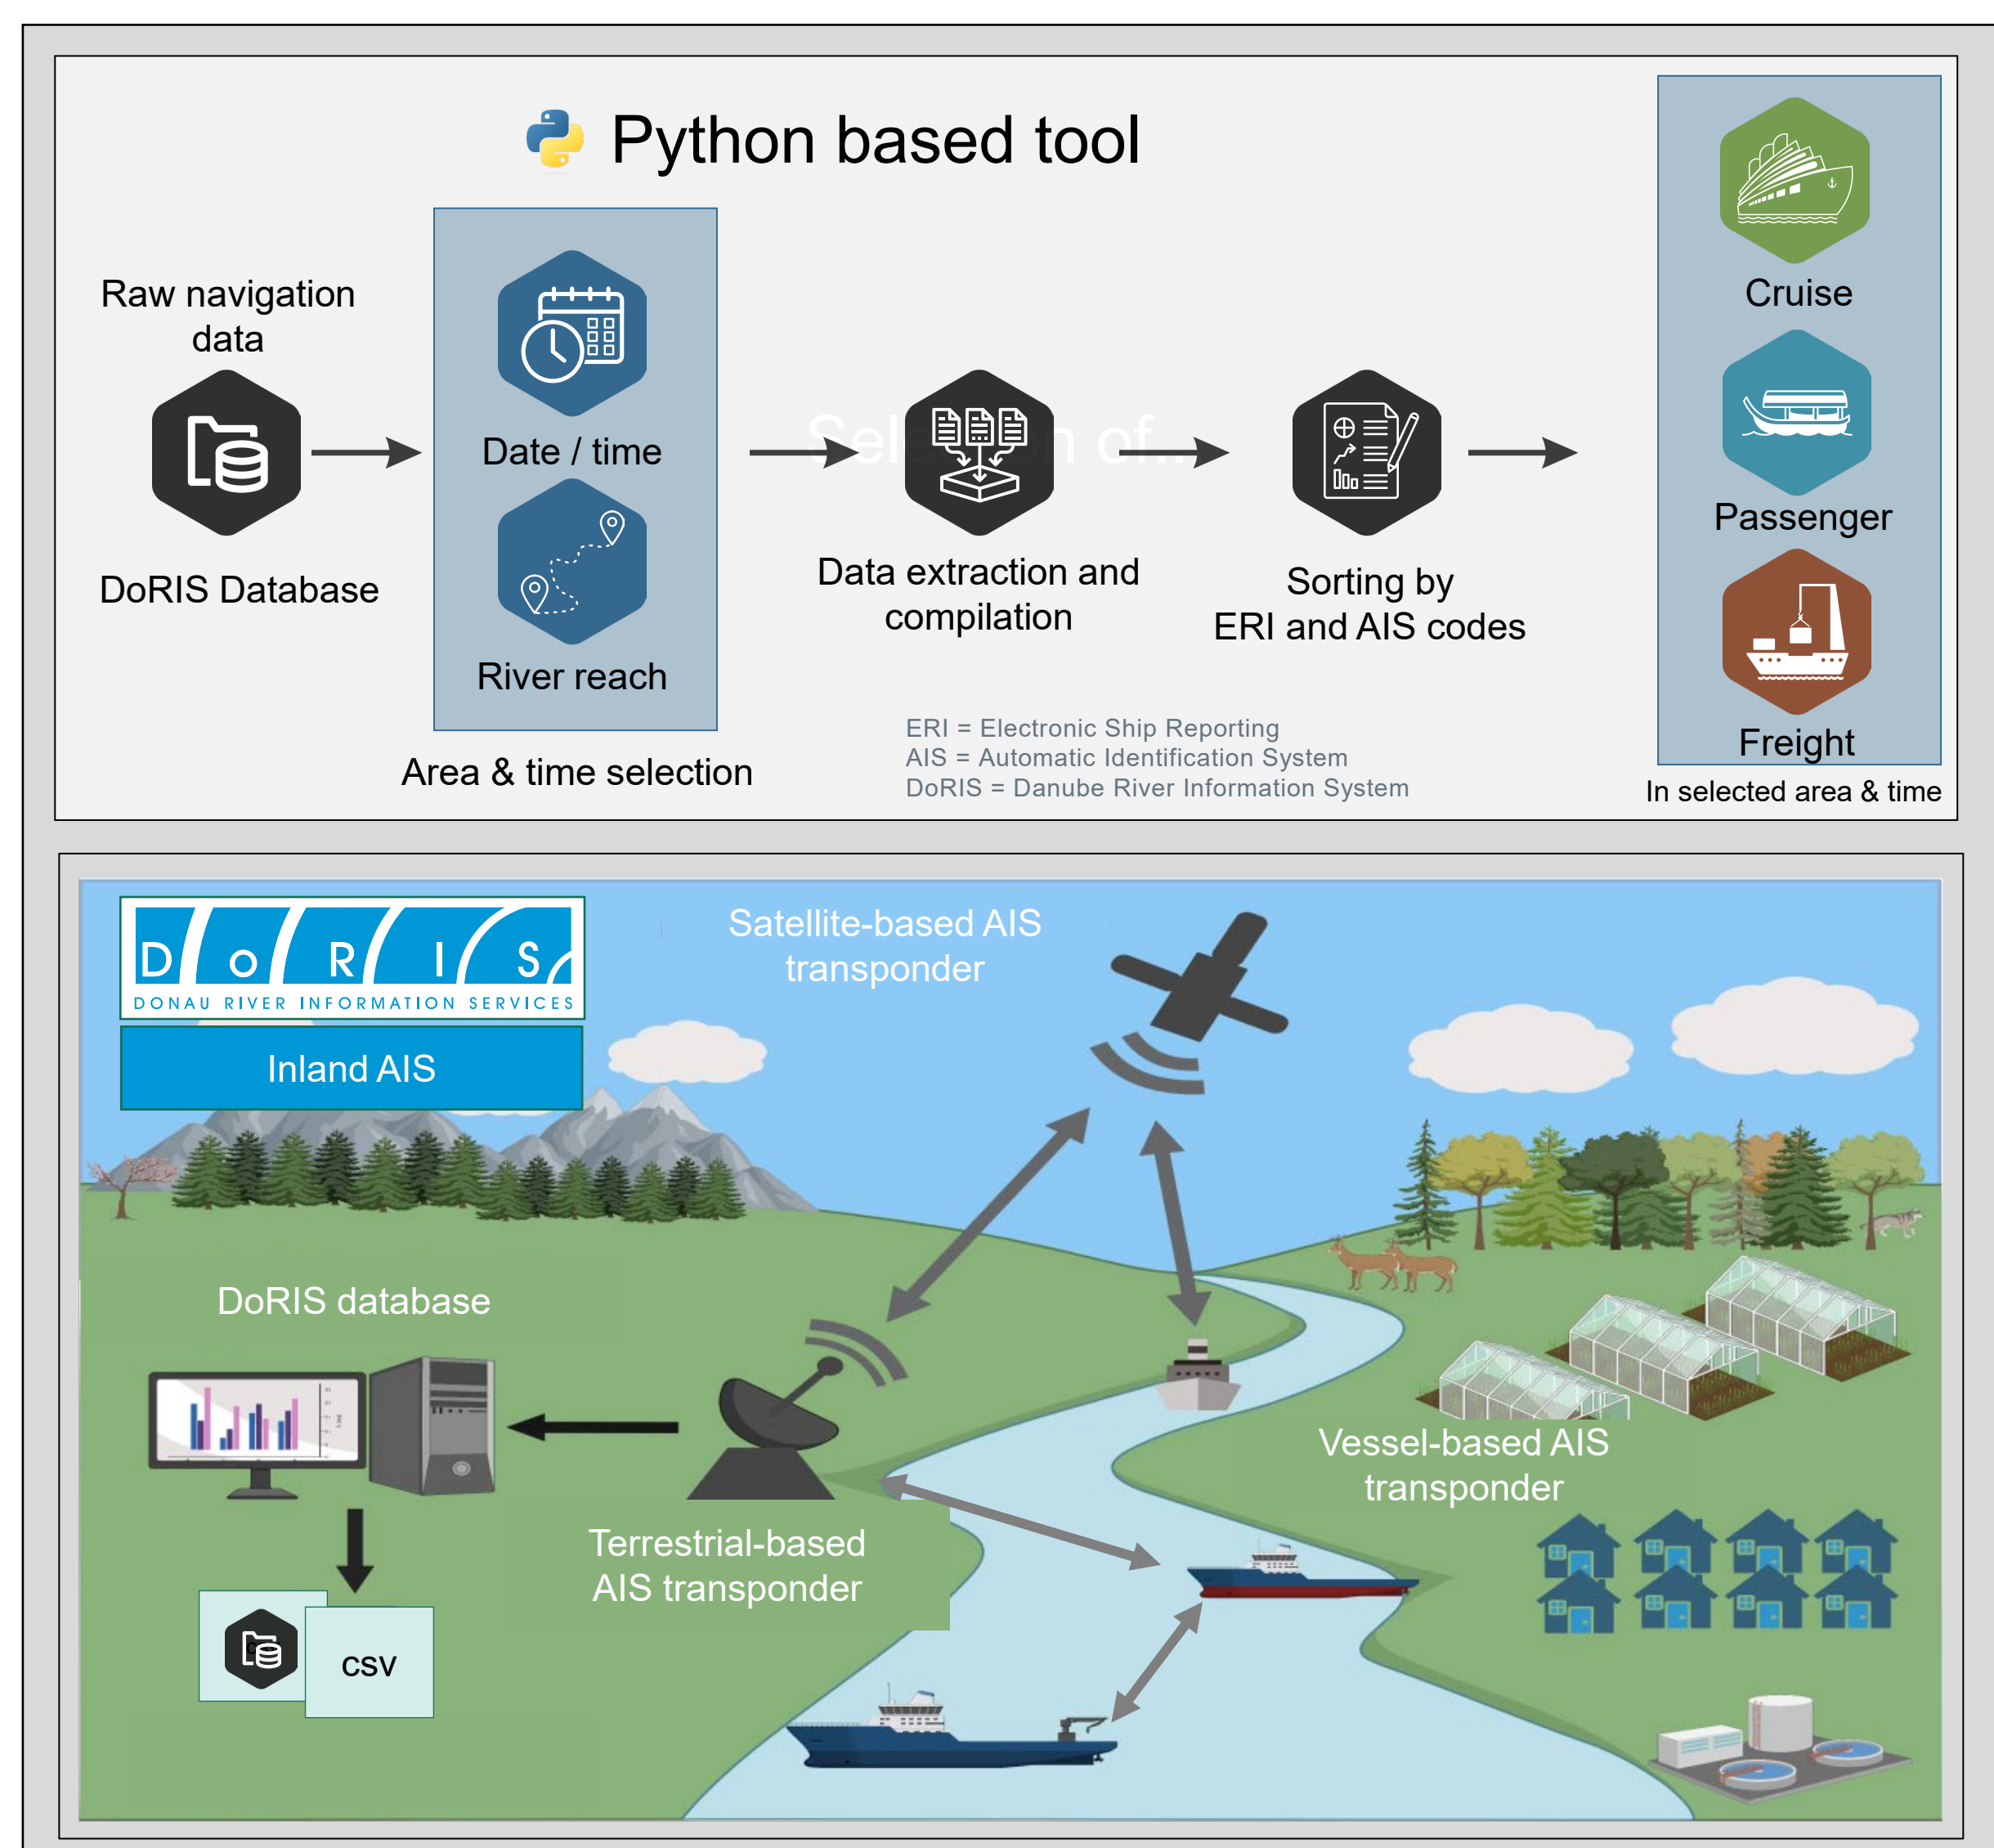 Python based tool
Raw navigation
data
DoRIS Database
Date / time
River reach
Area & time selection
Selection of...
Data extraction and
compilation
Sorting by
ERI and AIS codes
ERI = Electronic Ship Reporting
AIS = Automatic Identification System
DoRIS = Danube River Information System
Cruise
Passenger
Freight
In selected area & time
DoRIS
DONAU RIVER INFORMATION SERVICES
Inland AIS
Satellite-based AIS
transponder
DoRIS database
Vessel-based AIS
transponder
Terrestrial-based
AIS transponder
csv